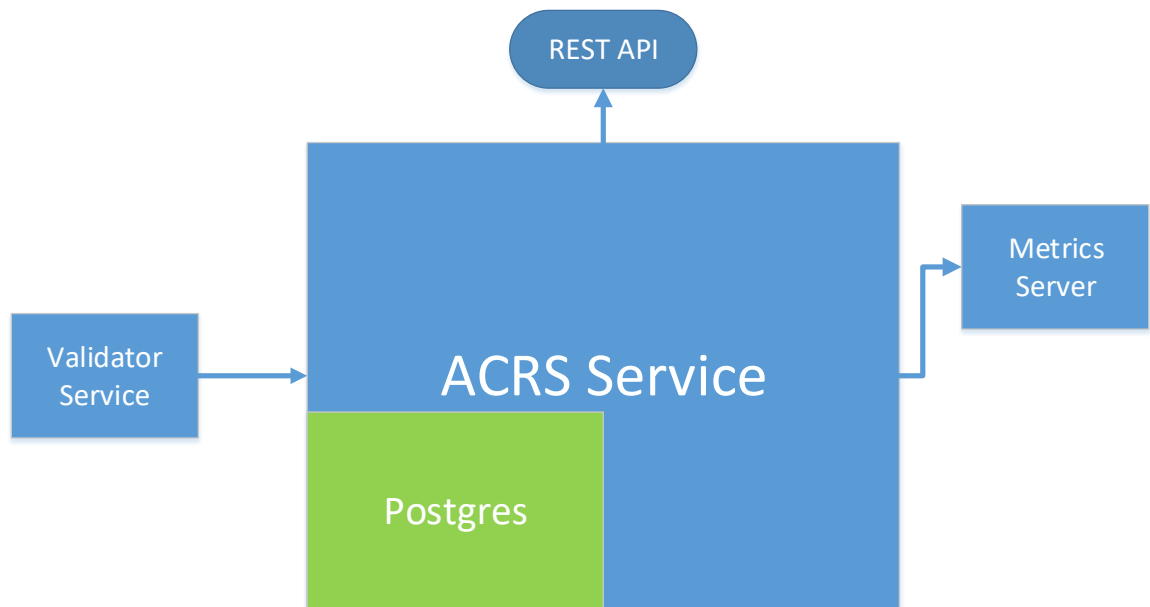 REST API
Metrics
Server
Validator
Service
ACRS Service
Postgres